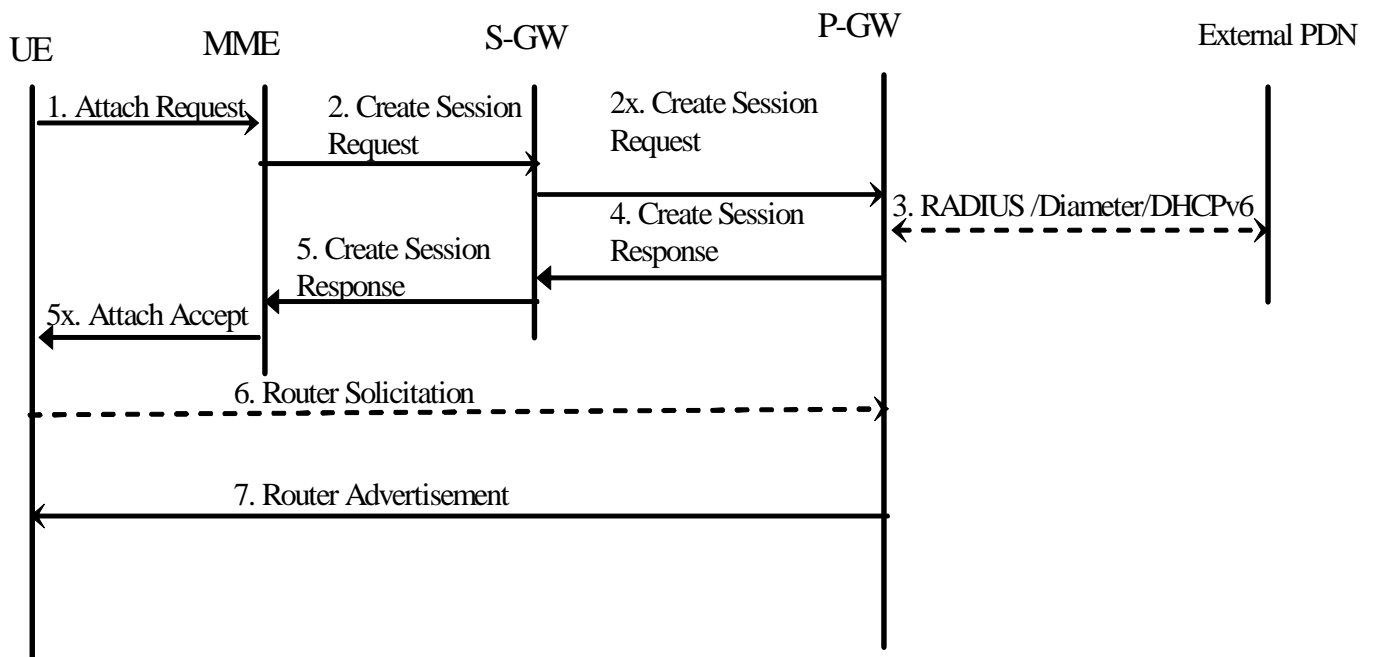 UE
MME
S-GW
P-GW
External PDN
1. Attach Request
2. Create Session
Request
2x. Create Session
Request
3. RADIUS /Diameter/DHCPv6
4. Create Session
Response
5. Create Session
Response
5x. Attach Accept
6. Router Solicitation
7. Router Advertisement